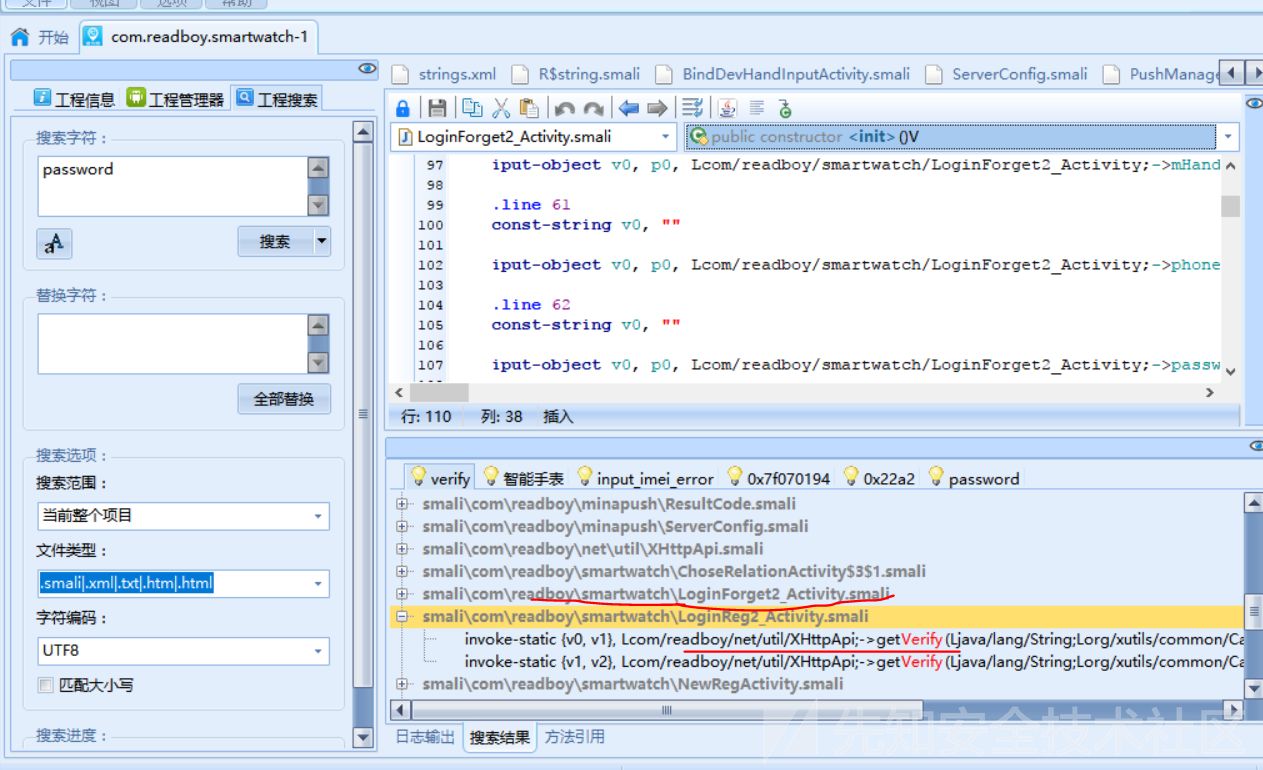 文件 视图 选项 帮助
开始 com.readboy.smartwatch-1
工程信息 工程管理器 工程搜索
搜索字符：
password
搜索
替换字符：
全部替换
搜索选项：
搜索范围：
当前整个项目
文件类型：
.smali|.xml|.txt|.htm|.html
字符编码：
UTF8
匹配大小写
搜索进度：
strings.xml R$string.smali BindDevHandInputActivity.smali ServerConfig.smali PushManage
LoginForget2_Activity.smali public constructor <init> ()V
97 iput-object v0, p0, Lcom/readboy/smartwatch/LoginForget2_Activity;->mHand
98
99 .line 61
100 const-string v0, ""
101
102 iput-object v0, p0, Lcom/readboy/smartwatch/LoginForget2_Activity;->phone
103
104 .line 62
105 const-string v0, ""
106
107 iput-object v0, p0, Lcom/readboy/smartwatch/LoginForget2_Activity;->passw
行: 110 列: 38 插入
verify 智能手表 input_imei_error 0x7f070194 0x22a2 password
smali\com\readboy\minapush\ResultCode.smali
smali\com\readboy\minapush\ServerConfig.smali
smali\com\readboy\net\util\XHttpApi.smali
smali\com\readboy\smartwatch\ChoseRelationActivity$3$1.smali
smali\com\readboy\smartwatch\LoginForget2_Activity.smali
smali\com\readboy\smartwatch\LoginReg2_Activity.smali
invoke-static {v0, v1}, Lcom/readboy/net/util/XHttpApi;->getVerify(Ljava/lang/String;Lorg/xutils/common/Ca
invoke-static {v1, v2}, Lcom/readboy/net/util/XHttpApi;->getVerify(Ljava/lang/String;Lorg/xutils/common/Ca
smali\com\readboy\smartwatch\NewRegActivity.smali
日志输出 搜索结果 方法引用
先知安全技术社区